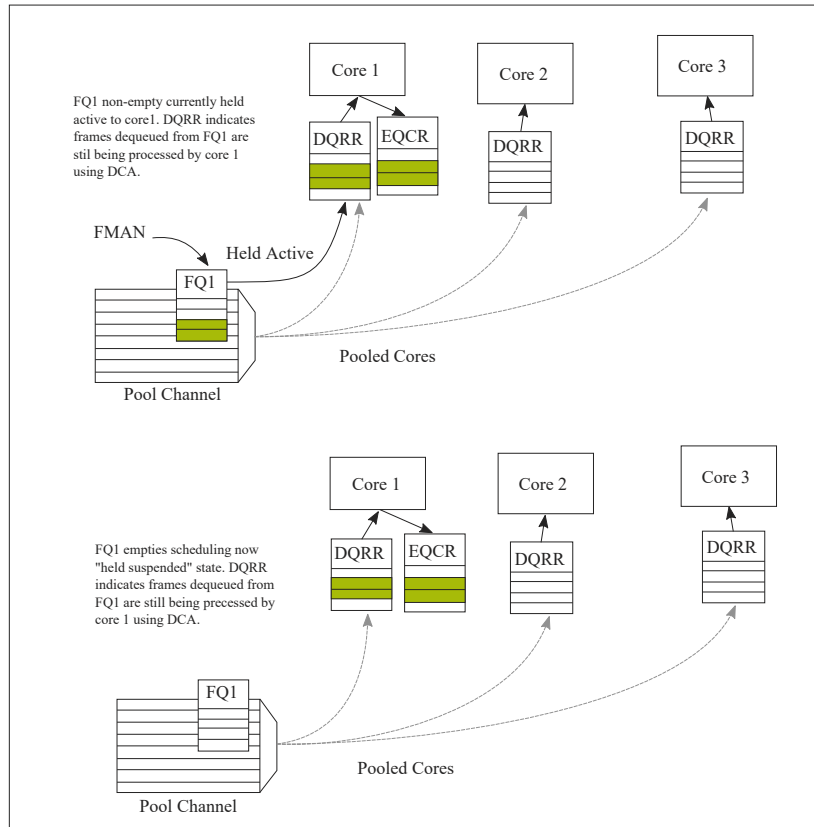 Core 1
Core 2
Core 3
FQ1 non-empty currently held
active to core1. DQRR indicates
frames dequeued from FQ1 are
still being processed by core 1
using DCA.
DQRR
EQCR
DQRR
DQRR
FMAN
Held Active
FQ1
Pooled Cores
Pool Channel
Core 1
Core 2
Core 3
FQ1 empties scheduling now
"held suspended" state. DQRR
indicates frames dequeued from
FQ1 are still being precessed by
core 1 using DCA.
DQRR
EQCR
DQRR
DQRR
FQ1
Pooled Cores
Pool Channel